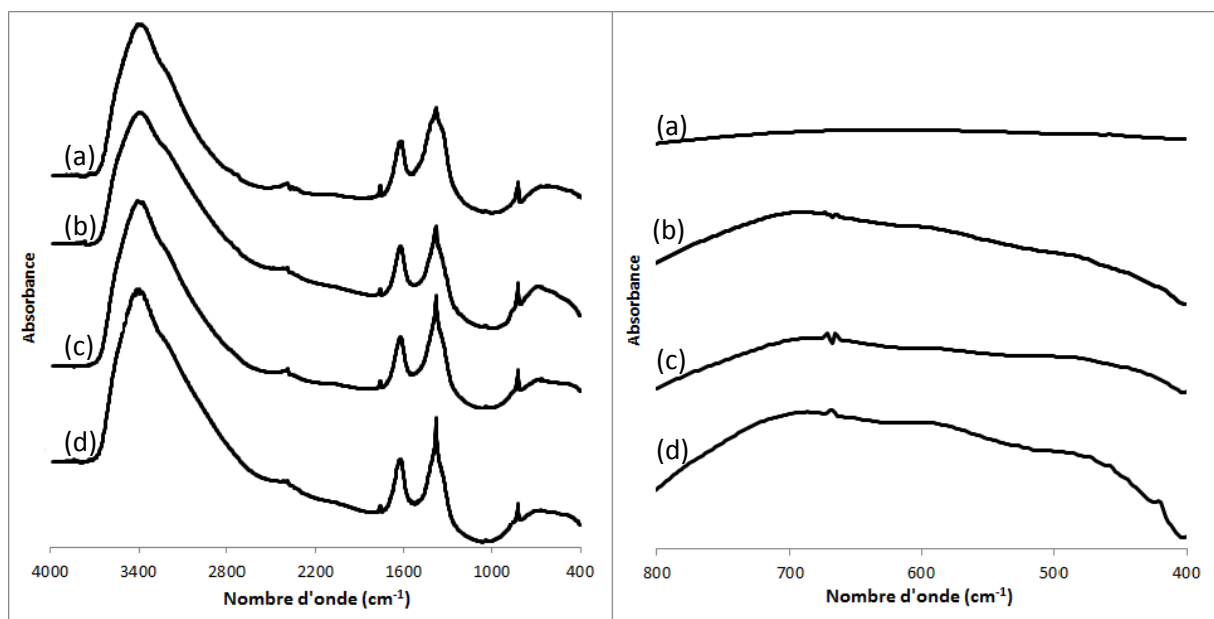 Absorbance
(a)
(b)
(c)
(d)
4000 3400 2800 2200 1600 1000 400
Nombre d'onde (cm-1)
Absorbance
(a)
(b)
(c)
(d)
800 700 600 500 400
Nombre d'onde (cm-1)